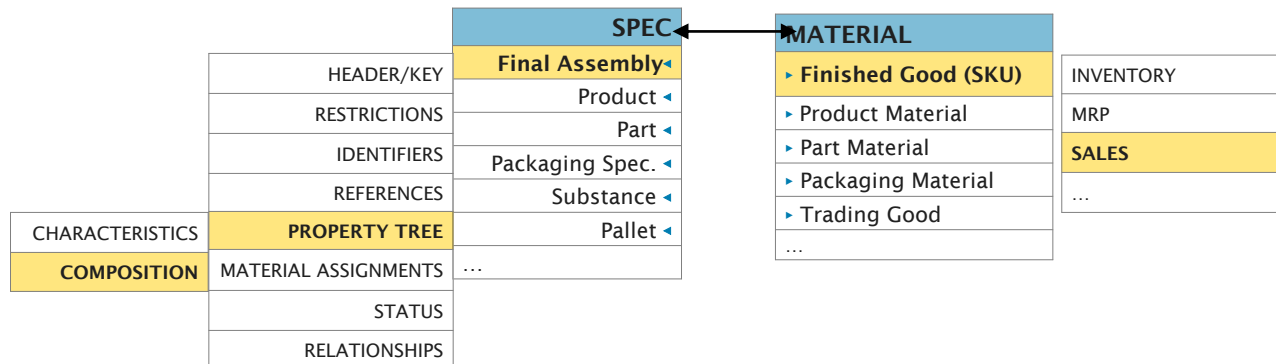 SPEC
MATERIAL
Final Assembly
Product
Part
Packaging Spec.
Substance
Pallet
...
HEADER/KEY
RESTRICTIONS
IDENTIFIERS
REFERENCES
PROPERTY TREE
MATERIAL ASSIGNMENTS
STATUS
RELATIONSHIPS
CHARACTERISTICS
COMPOSITION
Finished Good (SKU)
Product Material
Part Material
Packaging Material
Trading Good
...
INVENTORY
MRP
SALES
...